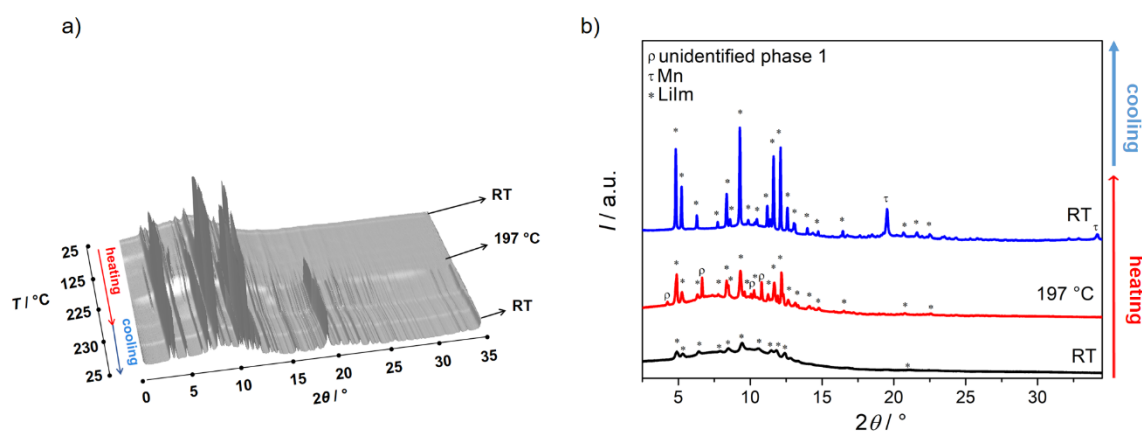 a)
RT
197 °C
RT
T / °C
25
125
225
230
25
heating
cooling
0
5
10
15
20
25
30
35
2θ / °
b)
ρ unidentified phase 1
τ Mn
* LiIm
I / a.u.
* * * * * * * * * * * * * * * * τ * * * τ
RT
ρ * * * ρ * * * * * ρ * ρ * * * * * * * * * *
197 °C
* * * * * * * * * * *
RT
5
10
15
20
25
30
2θ / °
cooling
heating